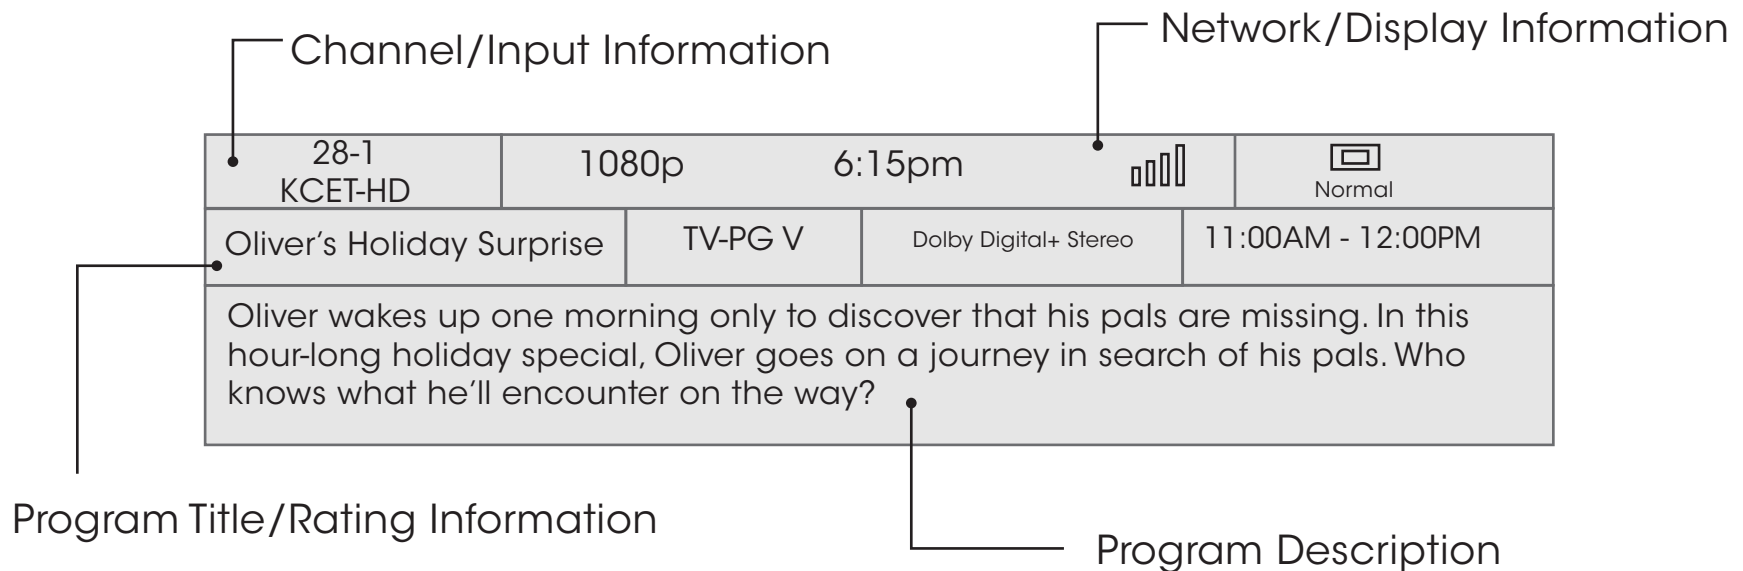 Channel/Input Information
Network/Display Information
28-1
KCET-HD
1080p
6:15pm
Normal
Oliver’s Holiday Surprise
TV-PG V
Dolby Digital+ Stereo
11:00AM - 12:00PM
Oliver wakes up one morning only to discover that his pals are missing. In this
hour-long holiday special, Oliver goes on a journey in search of his pals. Who
knows what he’ll encounter on the way?
Program Title/Rating Information
Program Description